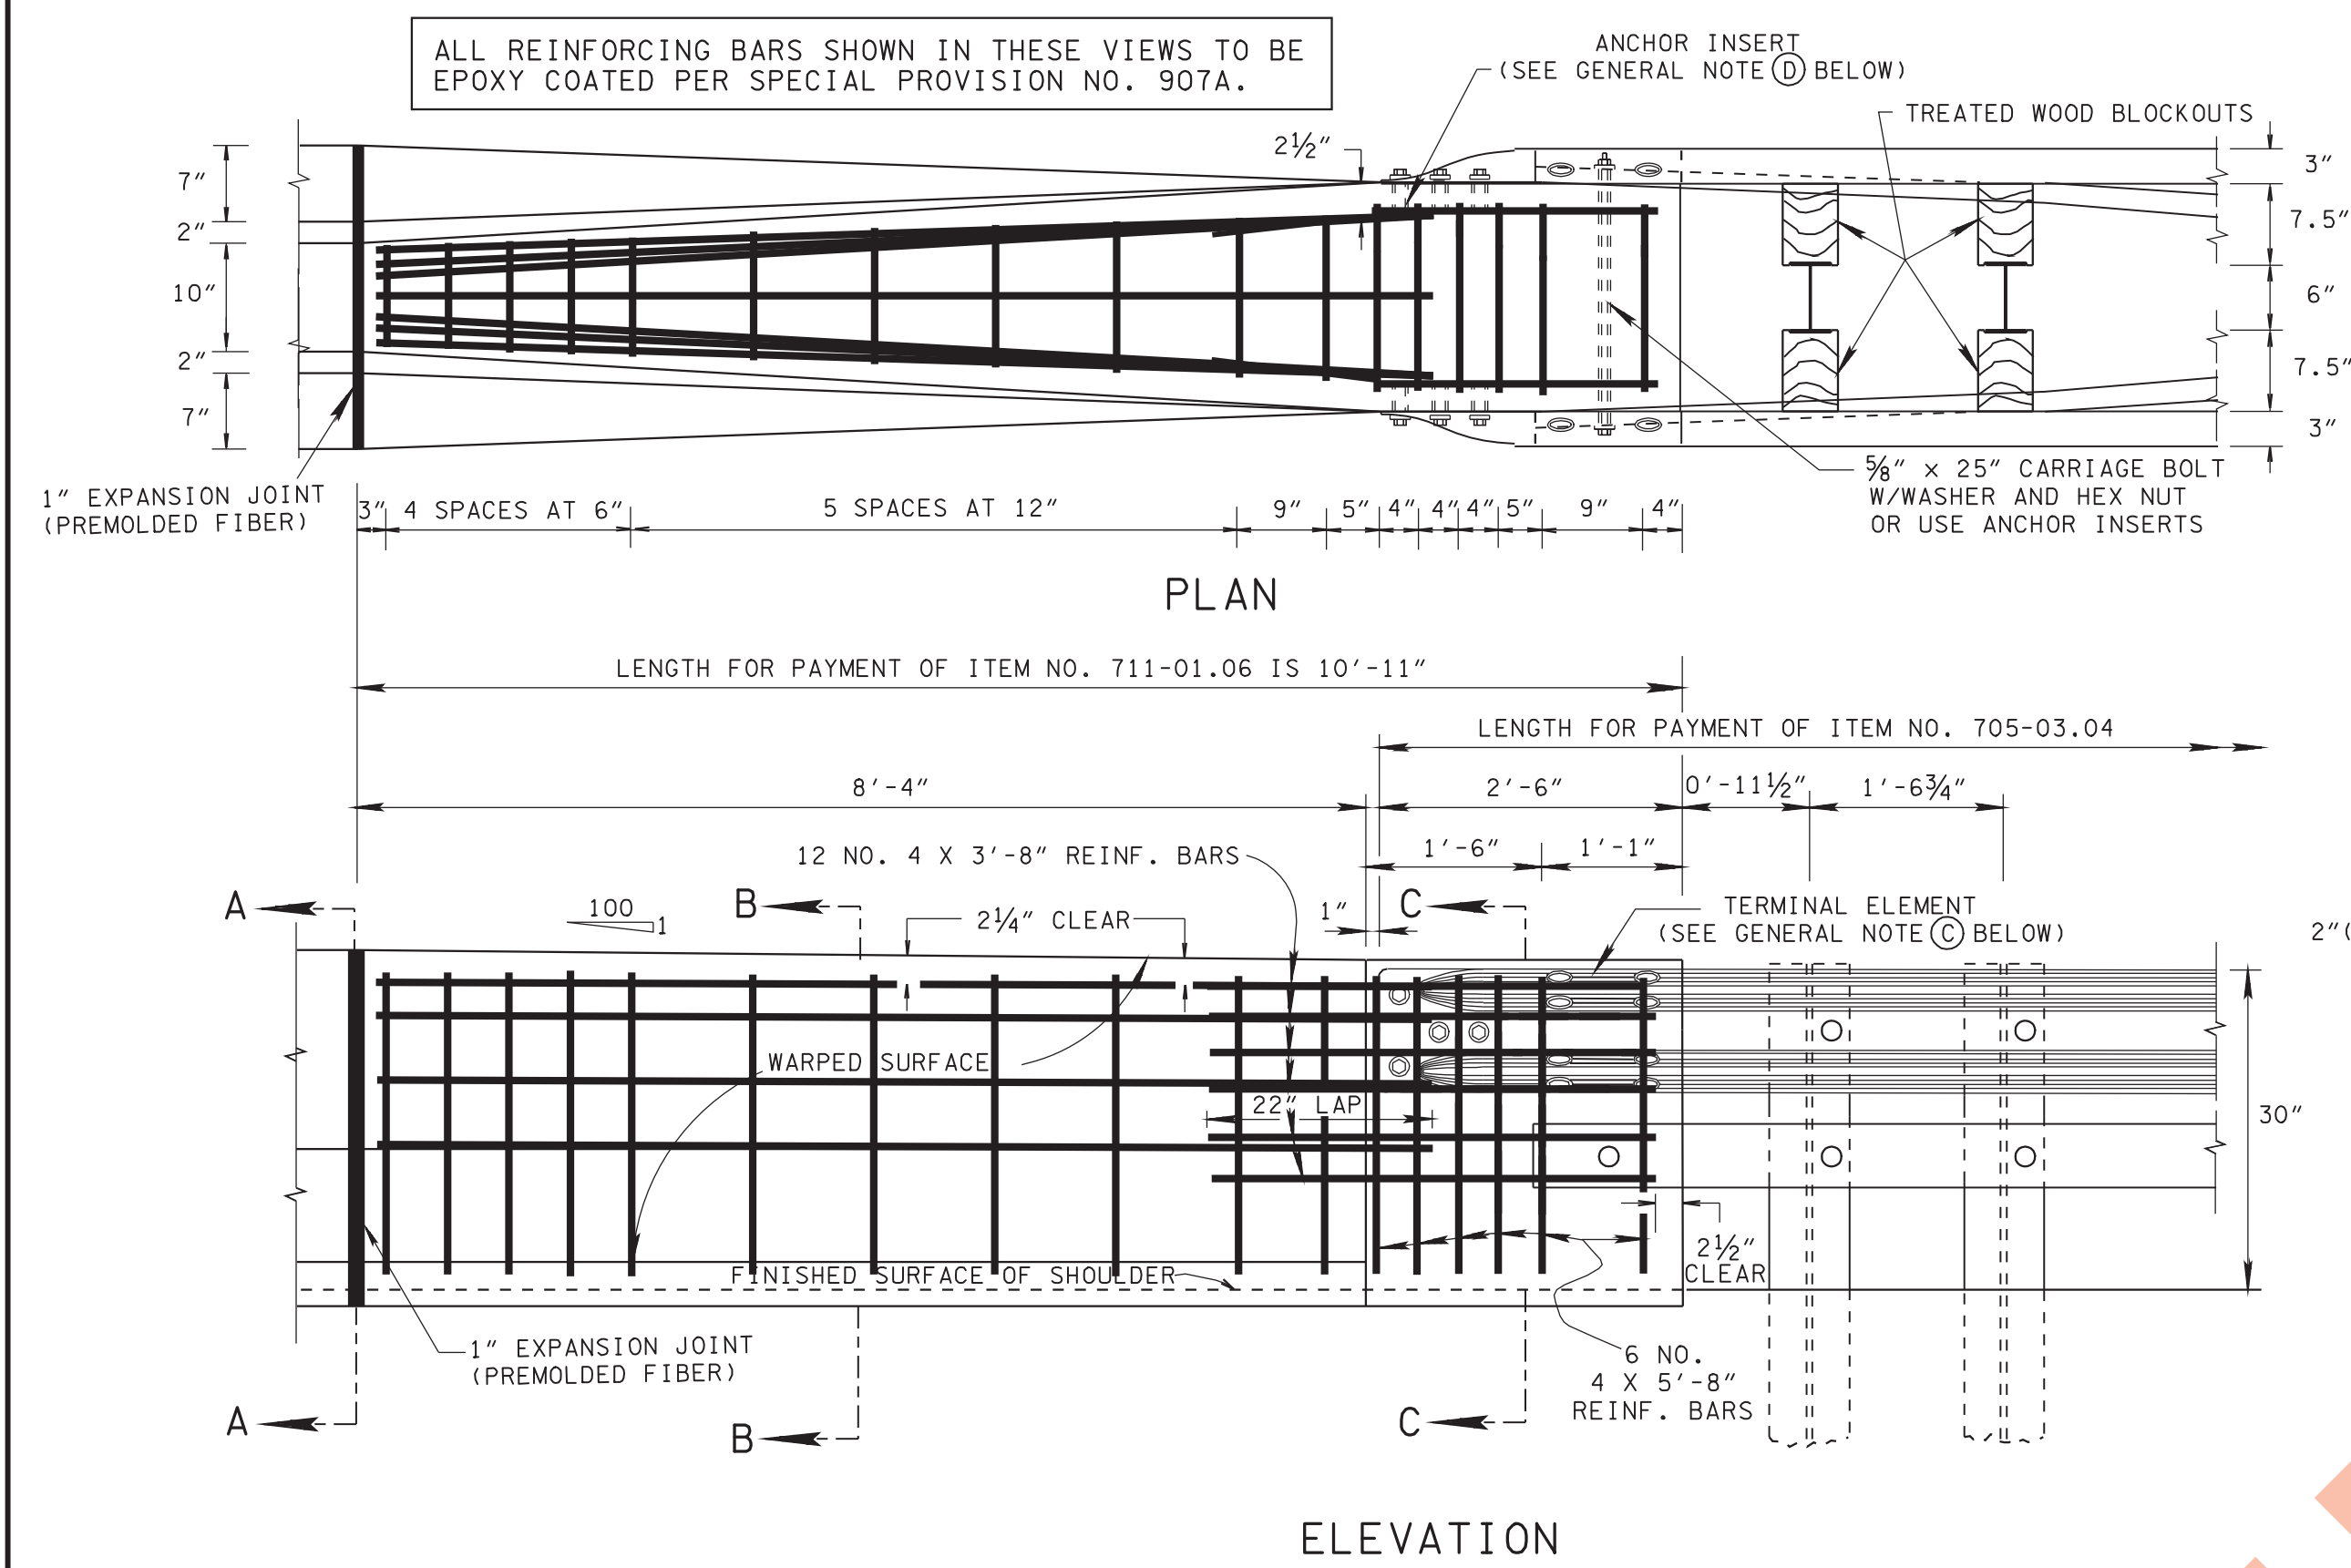 ALL REINFORCING BARS SHOWN IN THESE VIEWS TO BE
EPOXY COATED PER SPECIAL PROVISION NO. 907A.
ANCHOR INSERT
(SEE GENERAL NOTE D BELOW)
TREATED WOOD BLOCKOUTS
2½"
7"
2"
10"
2"
7"
3"
7.5"
6"
7.5"
3"
1" EXPANSION JOINT
(PREMOLDED FIBER)
⅝" x 25" CARRIAGE BOLT
W/WASHER AND HEX NUT
OR USE ANCHOR INSERTS
3" 4 SPACES AT 6" 5 SPACES AT 12" 9" 5" 4" 4" 4" 5" 9" 4"
PLAN
LENGTH FOR PAYMENT OF ITEM NO. 711-01.06 IS 10'-11"
LENGTH FOR PAYMENT OF ITEM NO. 705-03.04
8'-4" 2'-6" 0'-11½" 1'-6¾"
12 NO. 4 X 3'-8" REINF. BARS 1'-6" 1'-1"
A B C
100
1
2¼" CLEAR
1"
TERMINAL ELEMENT
(SEE GENERAL NOTE C BELOW)
2"(
WARPED SURFACE
22" LAP
30"
2½"
CLEAR
FINISHED SURFACE OF SHOULDER
1" EXPANSION JOINT
(PREMOLDED FIBER)
6 NO.
4 X 5'-8"
REINF. BARS
A B C
ELEVATION